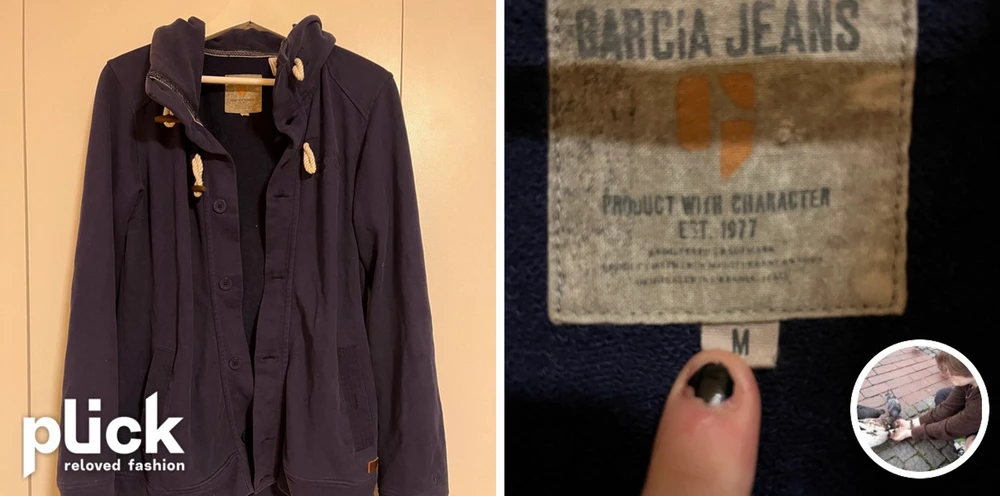 plick
reloved fashion
GARCIA JEANS
PRODUCT WITH CHARACTER
EST. 1977
M